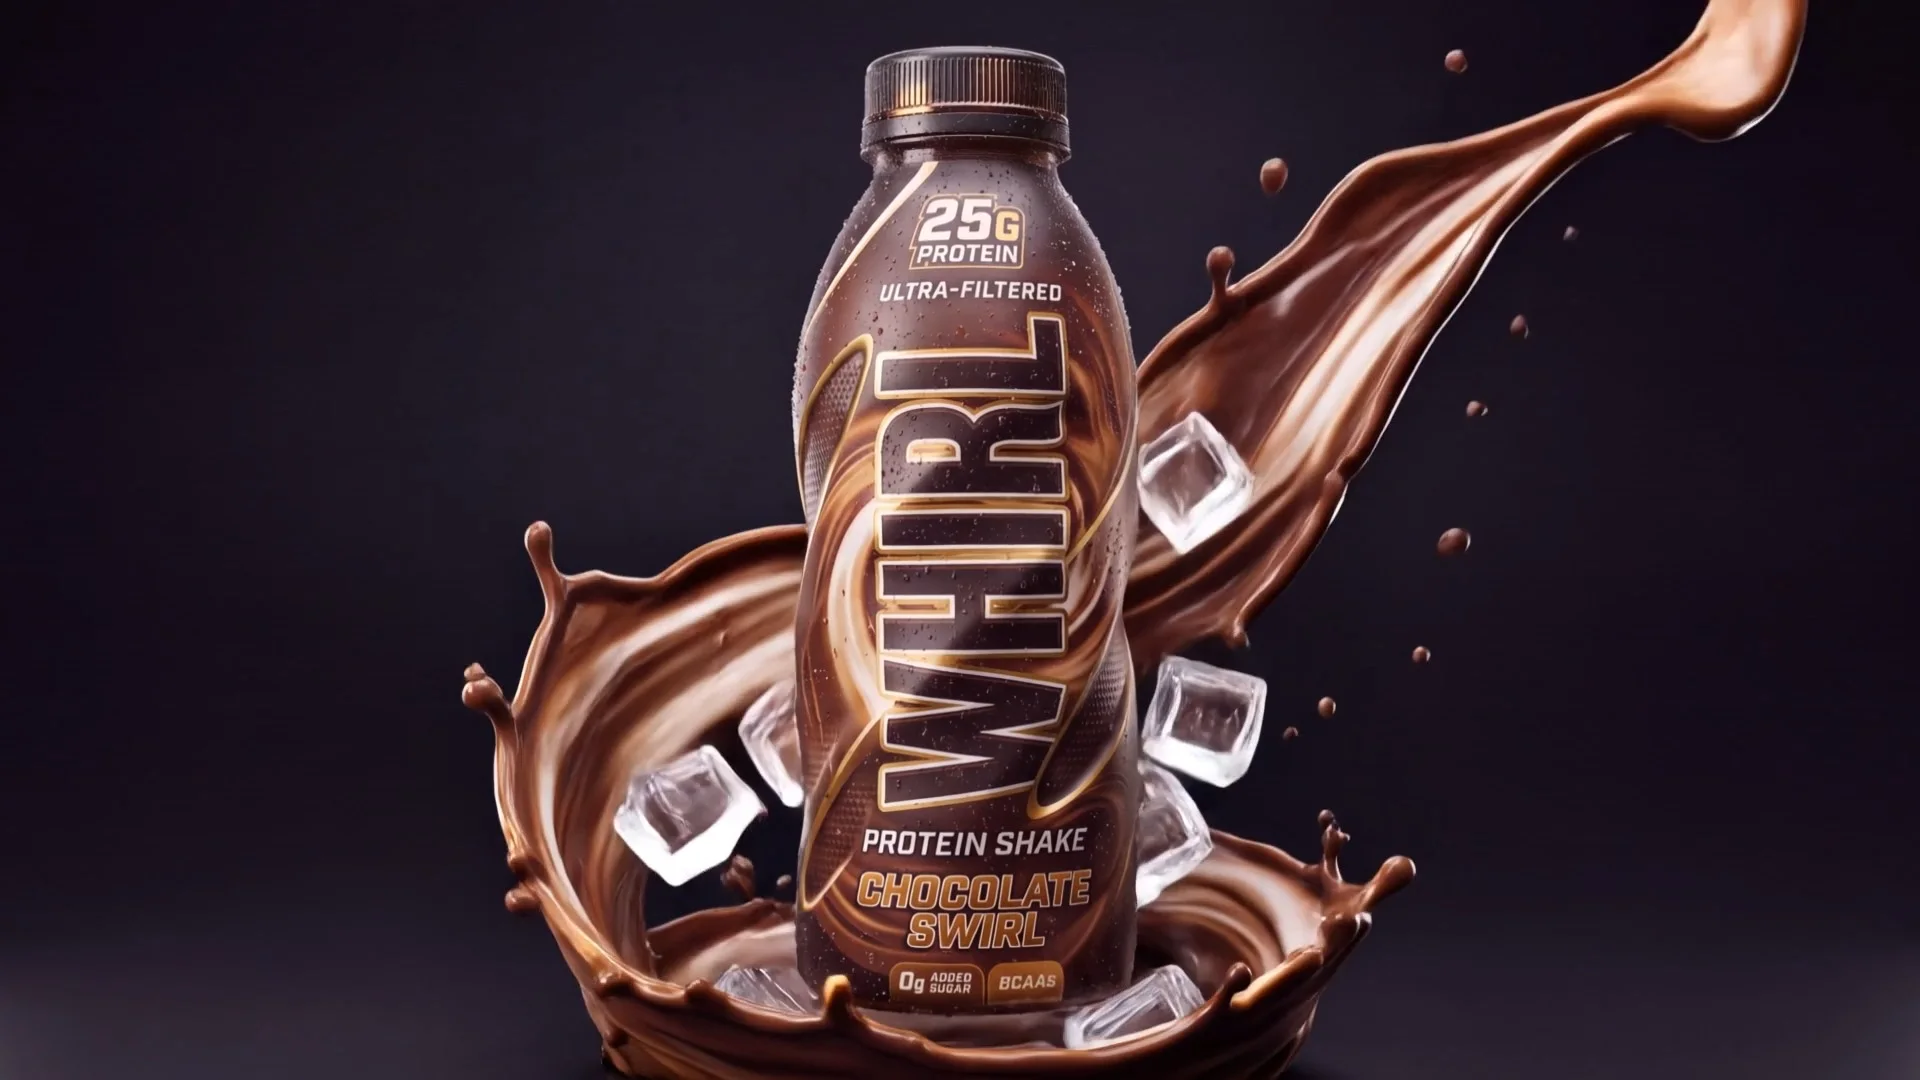 25G
PROTEIN
ULTRA-FILTERED
WHIRL
PROTEIN SHAKE
CHOCOLATE
SWIRL
0g ADDED SUGAR
BCAAs